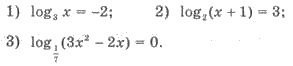 1) log₃ x = –2; 2) log₂(x + 1) = 3;
3) log_{1/7}(3x² – 2x) = 0.